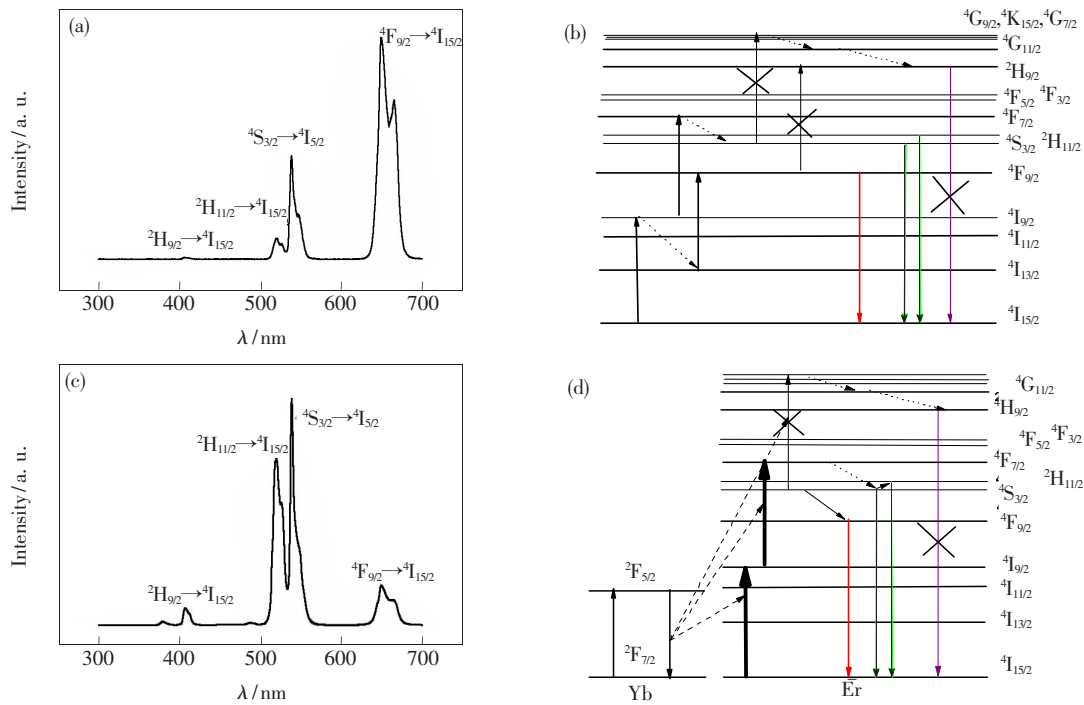 (a)
⁴F₉/₂→⁴I₁₅/₂
⁴S₃/₂→⁴I₅/₂
²H₁₁/₂→⁴I₁₅/₂
²H₉/₂→⁴I₁₅/₂
Intensity/a. u.
300 400 500 600 700
λ/nm
(b)
⁴G₉/₂,⁴K₁₅/₂,⁴G₇/₂
⁴G₁₁/₂
²H₉/₂
⁴F₅/₂ ⁴F₃/₂
⁴F₇/₂
⁴S₃/₂ ²H₁₁/₂
⁴F₉/₂
⁴I₉/₂
⁴I₁₁/₂
⁴I₁₃/₂
⁴I₁₅/₂
(c)
⁴S₃/₂→⁴I₅/₂
²H₁₁/₂→⁴I₁₅/₂
⁴F₉/₂→⁴I₁₅/₂
²H₉/₂→⁴I₁₅/₂
Intensity/a. u.
300 400 500 600 700
λ/nm
(d)
⁴G₁₁/₂
⁴H₉/₂
⁴F₅/₂ ⁴F₃/₂
⁴F₇/₂
²H₁₁/₂
⁴S₃/₂
⁴F₉/₂
⁴I₉/₂
⁴I₁₁/₂
⁴I₁₃/₂
⁴I₁₅/₂
²F₅/₂
²F₇/₂
Yb
Er